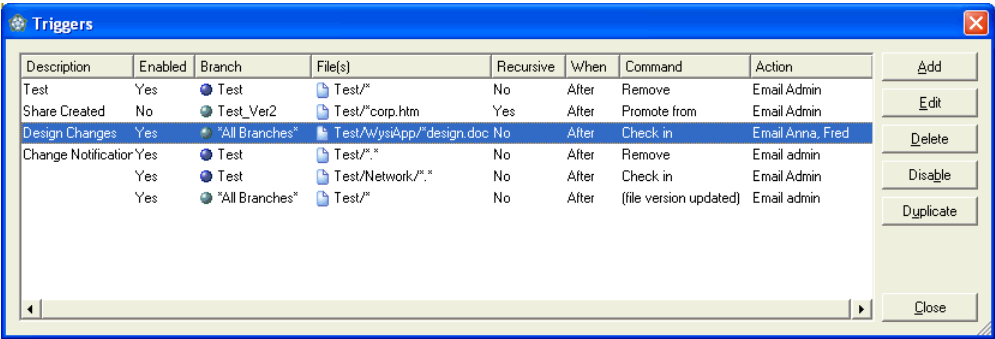 Triggers
Description Enabled Branch File(s) Recursive When Command Action
Test Yes Test Test/* No After Remove Email Admin
Share Created No Test_Ver2 Test/*corp.htm Yes After Promote from Email Admin
Design Changes Yes *All Branches* Test/WysiApp/*design.doc No After Check in Email Anna, Fred
Change Notification Yes Test Test/*.* No After Remove Email admin
Yes Test Test/Network/*.* No After Check in Email admin
Yes *All Branches* Test/* No After (file version updated) Email admin
Add
Edit
Delete
Disable
Duplicate
Close